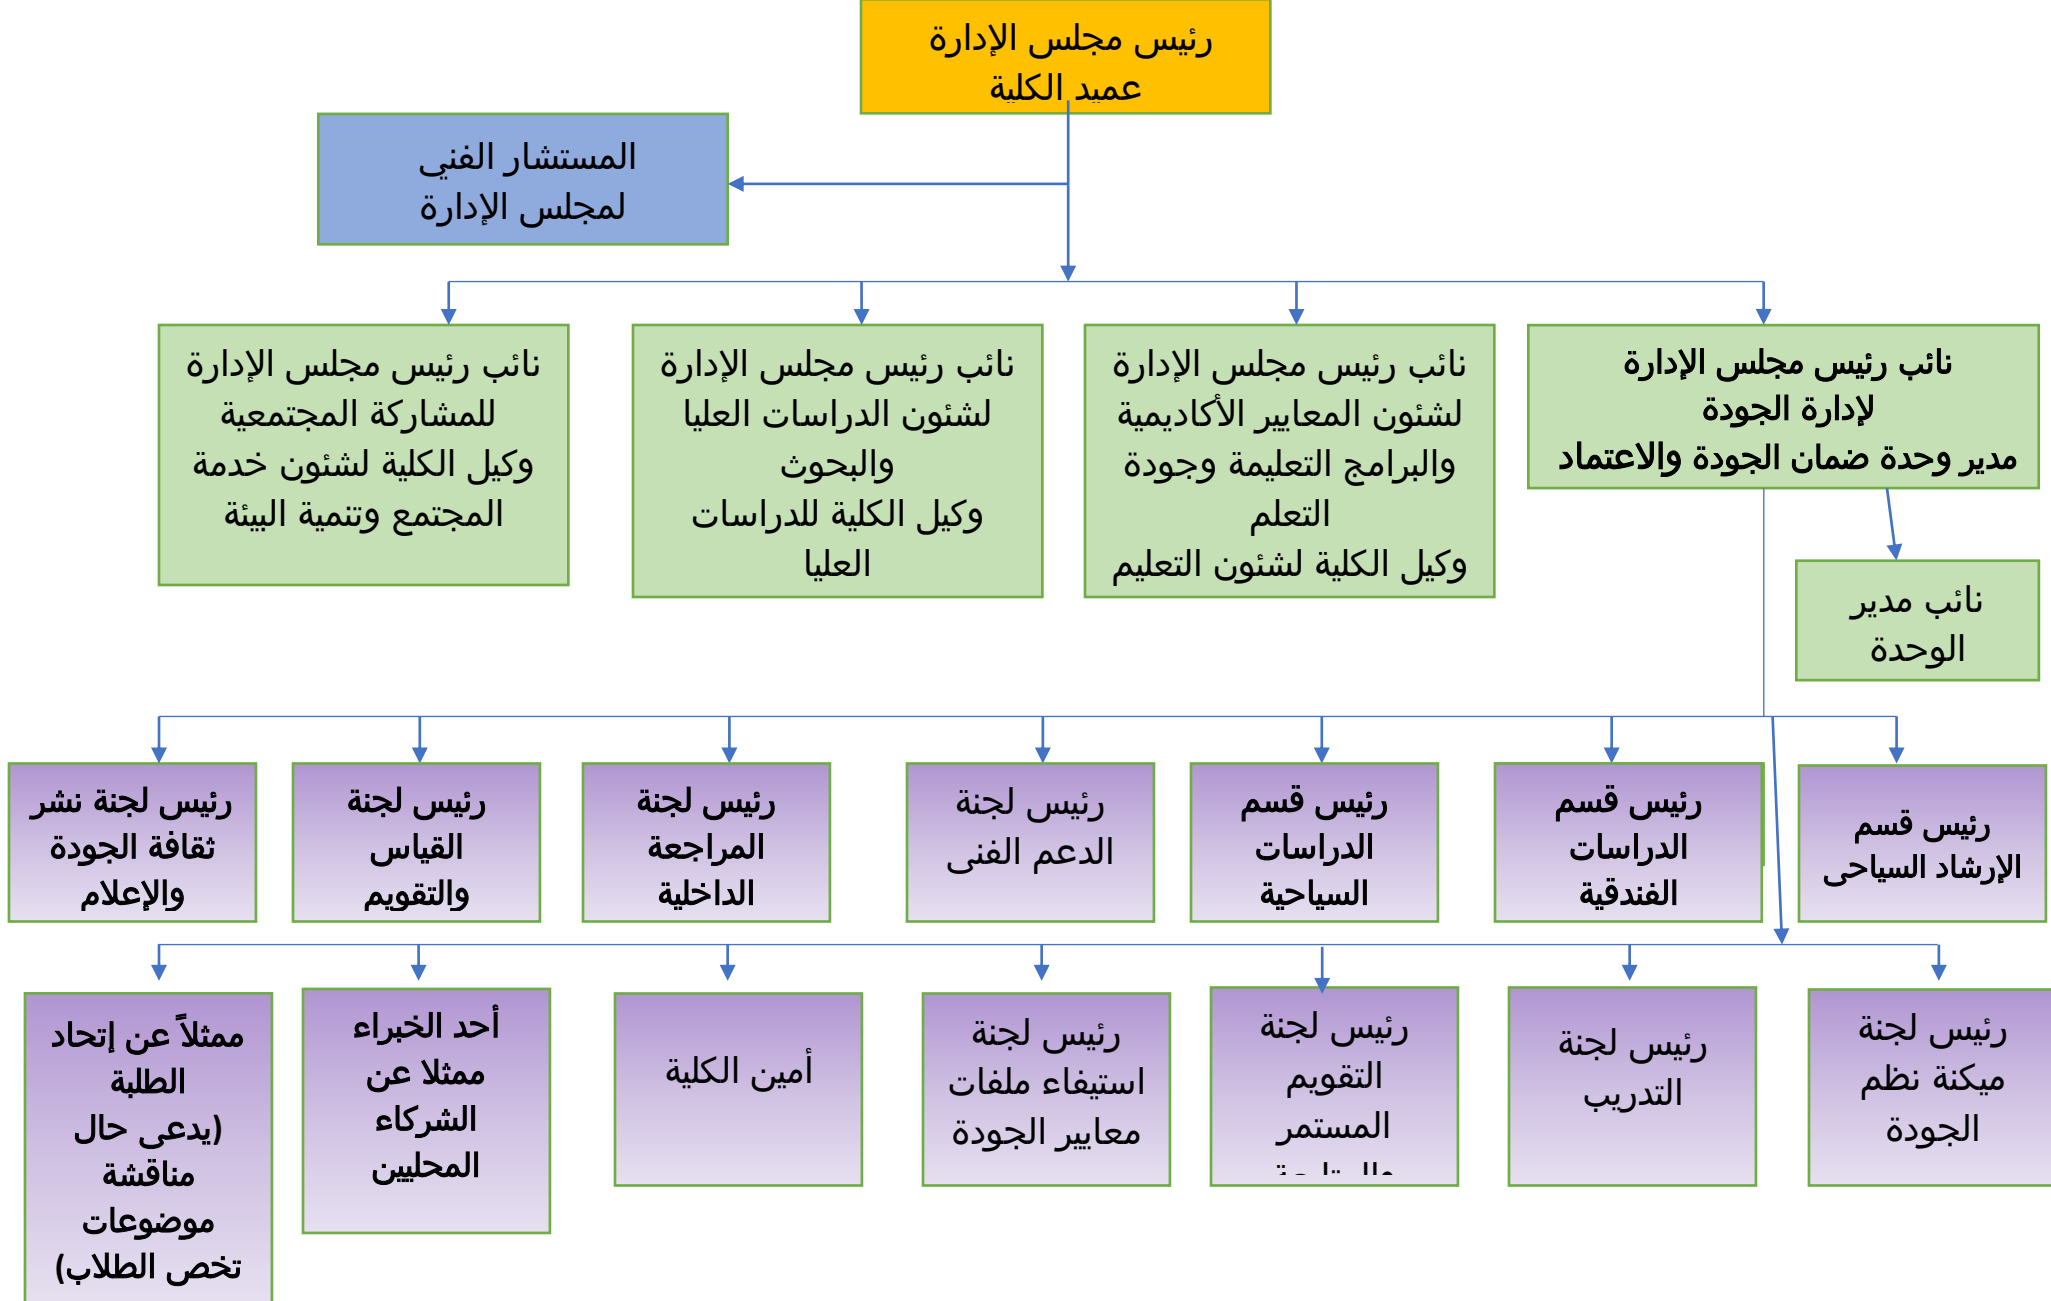 رئيس مجلس الإدارة
عميد الكلية
المستشار الفني
لمجلس الإدارة
نائب رئيس مجلس الإدارة
لإدارة الجودة
مدير وحدة ضمان الجودة والاعتماد
نائب رئيس مجلس الإدارة
لشئون المعايير الأكاديمية
والبرامج التعليمة وجودة
التعلم
وكيل الكلية لشئون التعليم
نائب رئيس مجلس الإدارة
لشئون الدراسات العليا
والبحوث
وكيل الكلية للدراسات
العليا
نائب رئيس مجلس الإدارة
للمشاركة المجتمعية
وكيل الكلية لشئون خدمة
المجتمع وتنمية البيئة
نائب مدير
الوحدة
رئيس قسم
الإرشاد السياحى
رئيس قسم
الدراسات
الفندقية
رئيس قسم
الدراسات
السياحية
رئيس لجنة
الدعم الفنى
رئيس لجنة
المراجعة
الداخلية
رئيس لجنة
القياس
والتقويم
رئيس لجنة نشر
ثقافة الجودة
والإعلام
رئيس لجنة
ميكنة نظم
الجودة
رئيس لجنة
التدريب
رئيس لجنة
التقويم
المستمر
رئيس لجنة
استيفاء ملفات
معايير الجودة
أمين الكلية
أحد الخبراء
ممثلا عن
الشركاء
المحليين
ممثلاً عن إتحاد
الطلبة
(يدعى حال
مناقشة
موضوعات
تخص الطلاب)